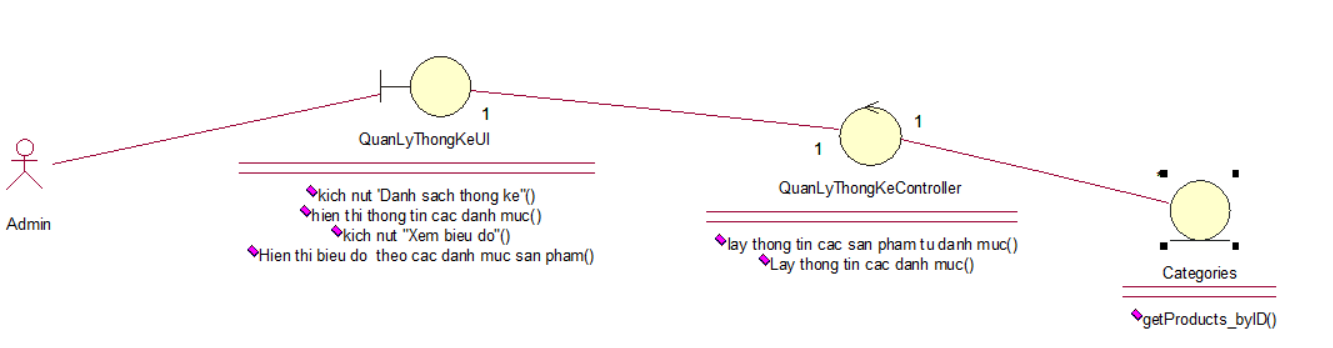 1
QuanLyThongKeUI
kich nut 'Danh sach thong ke"()
hien thi thong tin cac danh muc()
kich nut "Xem bieu do"()
Hien thi bieu do theo cac danh muc san pham()
Admin
1
1
QuanLyThongKeController
lay thong tin cac san pham tu danh muc()
Lay thong tin cac danh muc()
*
Categories
getProducts_byID()